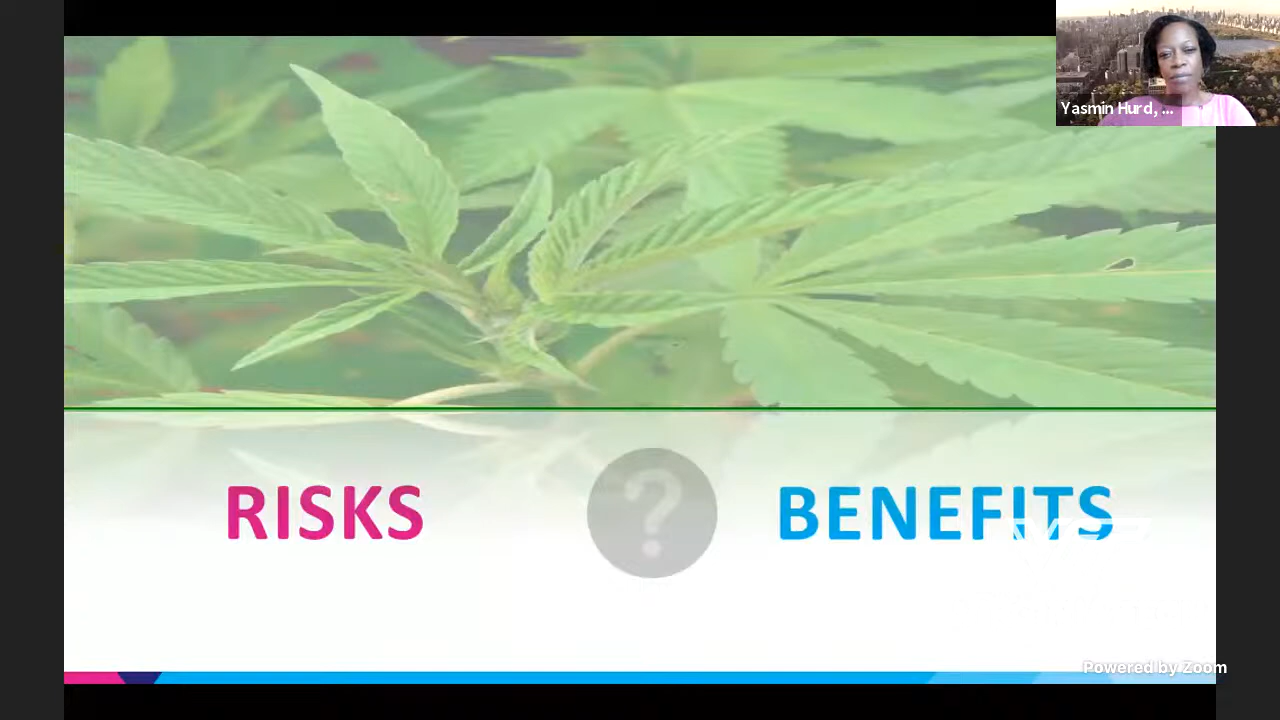 Yasmin Hurd, ...
RISKS
?
BENEFITS
Powered by Zoom